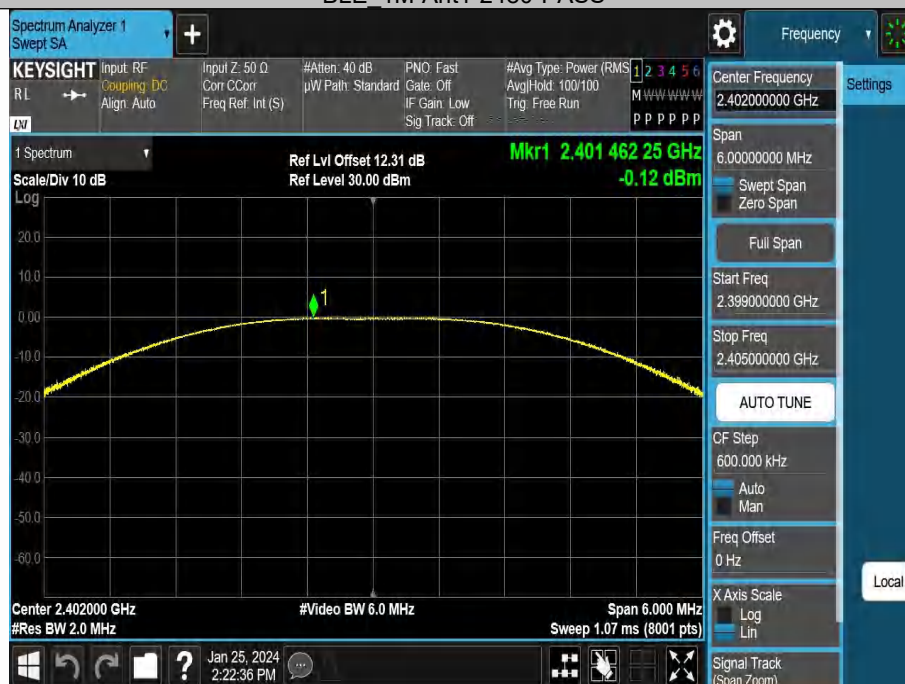 Spectrum Analyzer 1
Swept SA
Frequency
KEYSIGHT
RL
LXI
Input: RF
Coupling: DC
Align: Auto
Input Z: 50 Ω
Corr CCorr
Freq Ref: Int (S)
#Atten: 40 dB
µW Path: Standard
PNO: Fast
Gate: Off
IF Gain: Low
Sig Track: Off
#Avg Type: Power (RMS
Avg|Hold: 100/100
Trig: Free Run
1 2 3 4 5 6
M W W W W W
P P P P P P
Center Frequency
2.402000000 GHz
Settings
Span
6.00000000 MHz
Swept Span
Zero Span
Full Span
Start Freq
2.399000000 GHz
Stop Freq
2.405000000 GHz
AUTO TUNE
CF Step
600.000 kHz
Auto
Man
Freq Offset
0 Hz
Local
X Axis Scale
Log
Lin
Signal Track
(Span Zoom)
1 Spectrum
Scale/Div 10 dB
Log
Ref Lvl Offset 12.31 dB
Ref Level 30.00 dBm
Mkr1 2.401 462 25 GHz
-0.12 dBm
1
20.0
10.0
0.00
-10.0
-20.0
-30.0
-40.0
-50.0
-60.0
Center 2.402000 GHz
#Res BW 2.0 MHz
#Video BW 6.0 MHz
Span 6.000 MHz
Sweep 1.07 ms (8001 pts)
?
Jan 25, 2024
2:22:36 PM